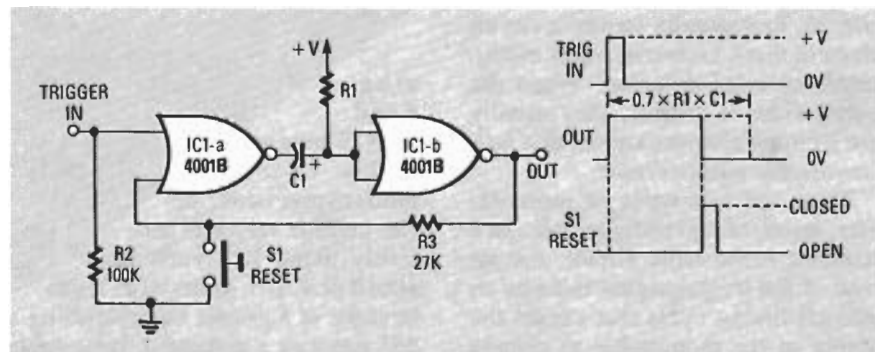 +V
R1
TRIGGER
IN
IC1-a
4001B
C1
+
IC1-b
4001B
OUT
R2
100K
S1
RESET
R3
27K
TRIG
IN
+V
0V
0.7 × R1 × C1
OUT
+V
0V
S1
RESET
CLOSED
OPEN